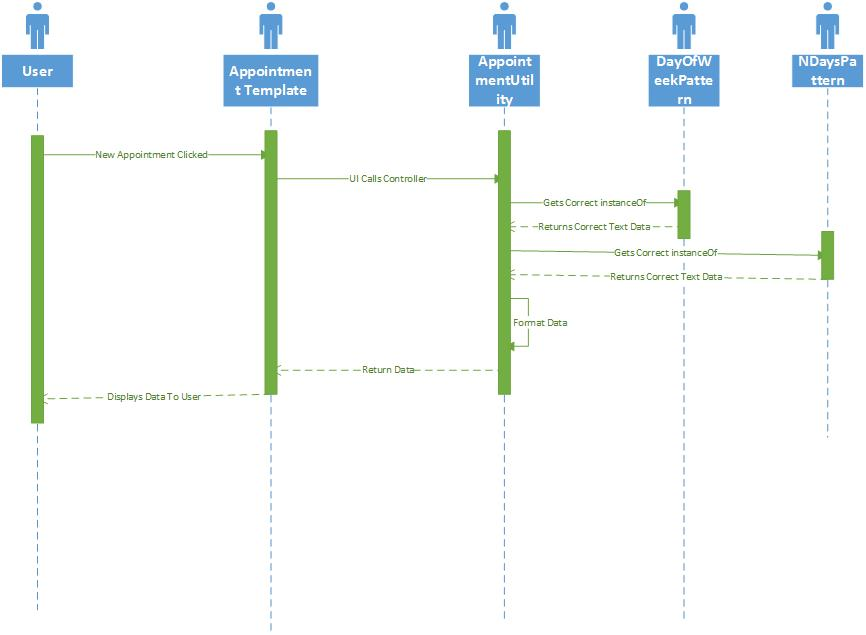 User
Appointmen
t Template
Appoint
mentUtil
ity
DayOfW
eekPatte
rn
NDaysPa
ttern
New Appointment Clicked
UI Calls Controller
Gets Correct instanceOf
Returns Correct Text Data
Gets Correct instanceOf
Returns Correct Text Data
Format Data
Return Data
Displays Data To User